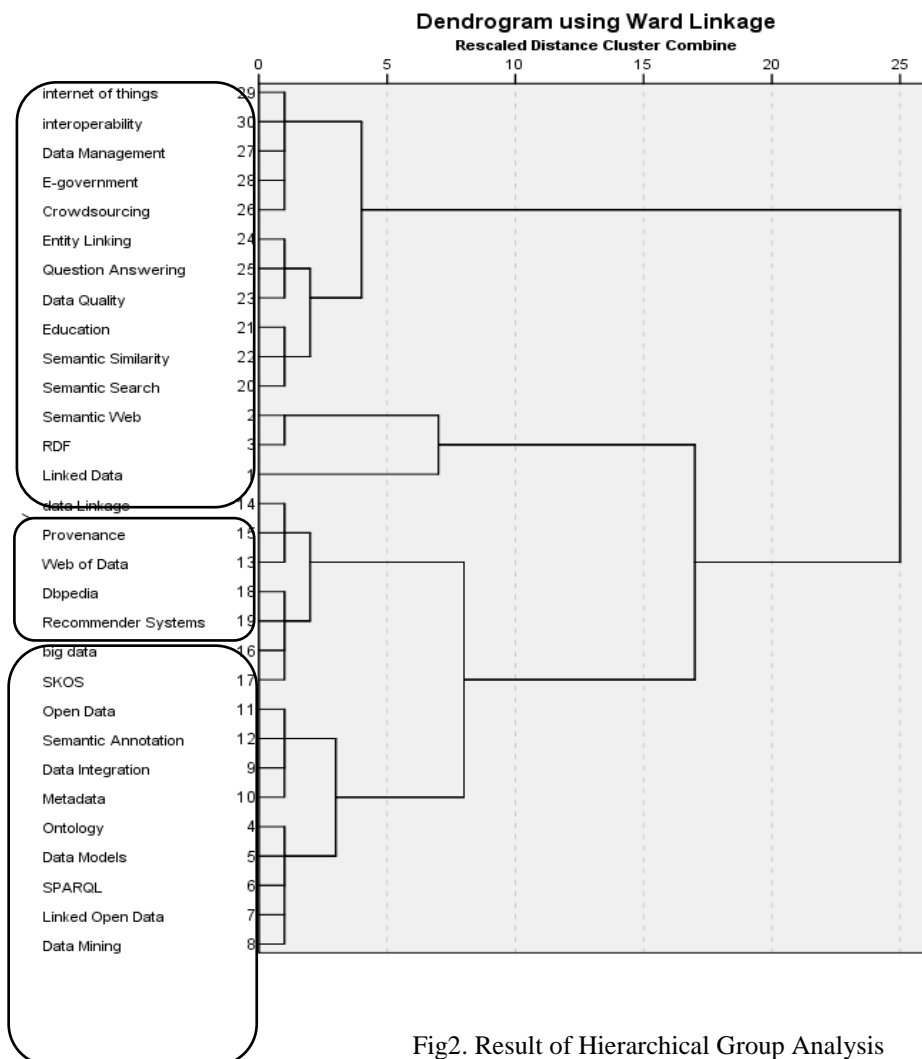 Dendrogram using Ward Linkage
Rescaled Distance Cluster Combine
0 5 10 15 20 25
internet of things 29
interoperability 30
Data Management 27
E-government 28
Crowdsourcing 26
Entity Linking 24
Question Answering 25
Data Quality 23
Education 21
Semantic Similarity 22
Semantic Search 20
Semantic Web 2
RDF 3
Linked Data 1
data Linkage 14
Provenance 15
Web of Data 13
Dbpedia 18
Recommender Systems 19
big data 16
SKOS 17
Open Data 11
Semantic Annotation 12
Data Integration 9
Metadata 10
Ontology 4
Data Models 5
SPARQL 6
Linked Open Data 7
Data Mining 8
Fig2. Result of Hierarchical Group Analysis